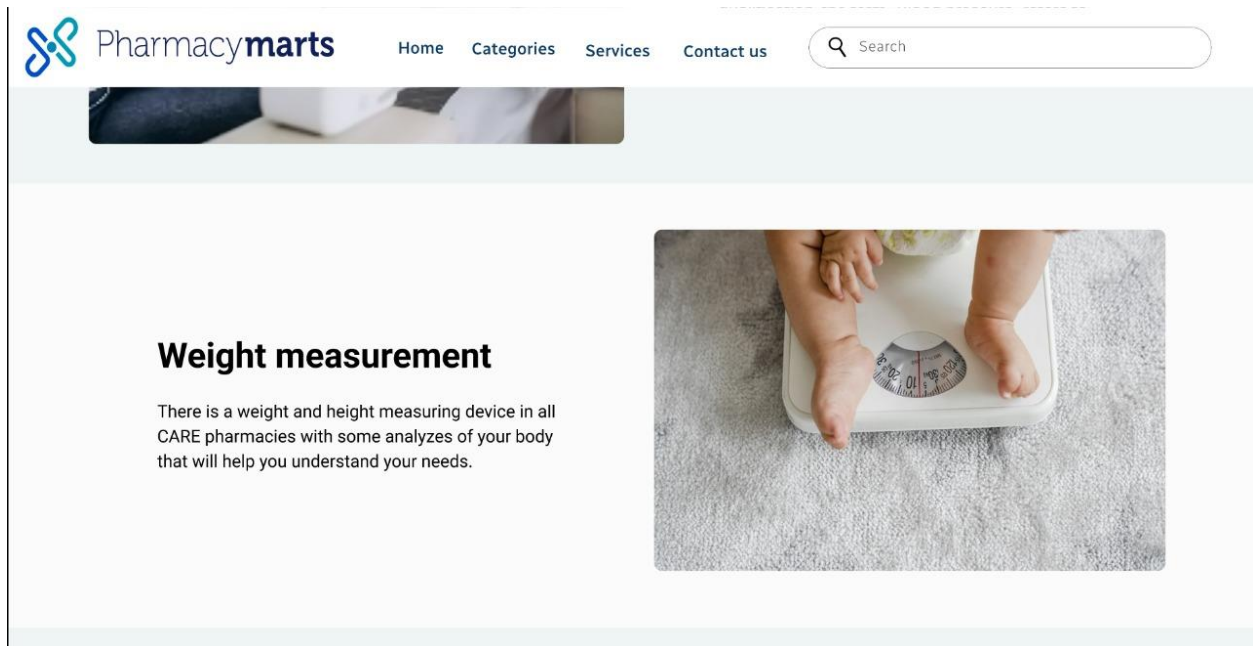 Pharmacymarts
Home Categories Services Contact us Search
Weight measurement
There is a weight and height measuring device in all
CARE pharmacies with some analyzes of your body
that will help you understand your needs.